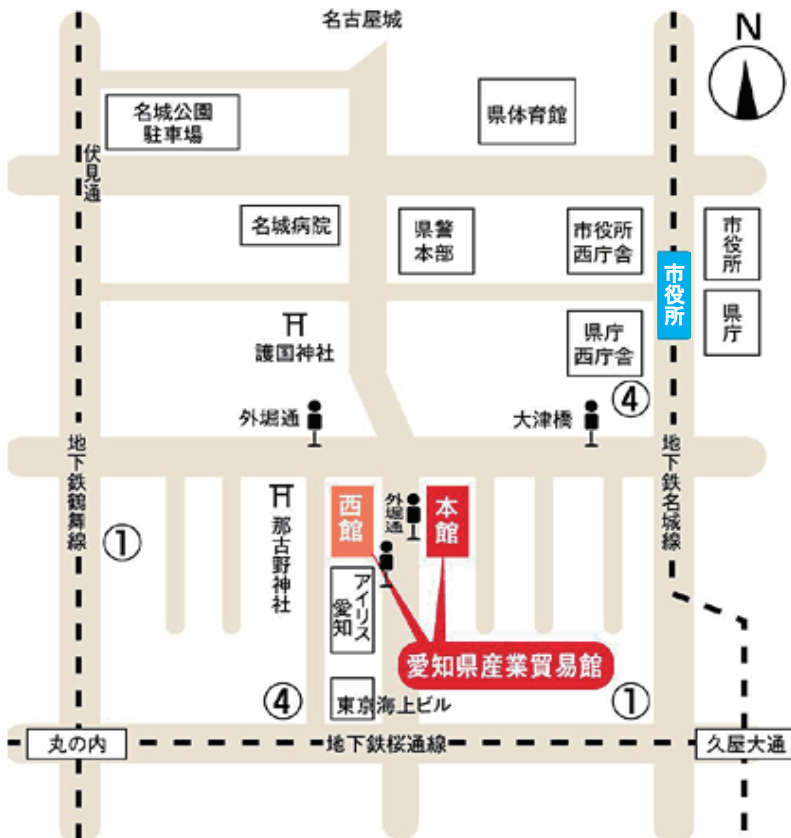 名古屋城
N
名城公園
駐車場
県体育館
伏見通
名城病院
県警
本部
市役所
西庁舎
市役所
市役所
県庁
護国神社
県庁
西庁舎
④
外堀通
大津橋
地下鉄鶴舞線
地下鉄名城線
①
那古野神社
西館
外堀通
本館
アイリス
愛知
愛知県産業貿易館
④
東京海上ビル
①
丸の内
地下鉄桜通線
久屋大通